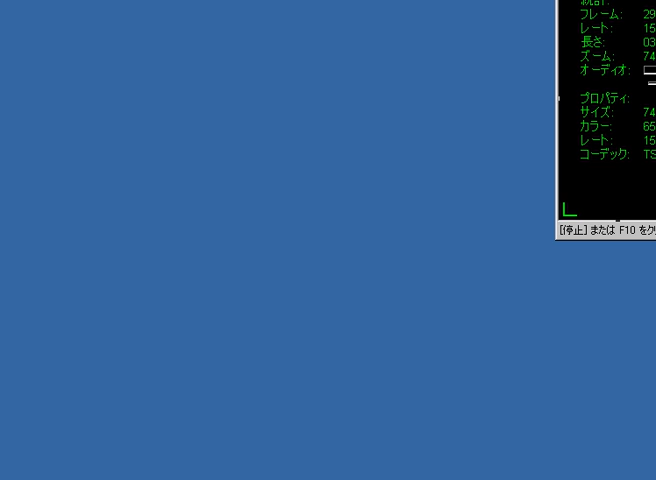 統計:
フレーム: 29
レート: 15
長さ: 03
ズーム: 74
オーディオ:
プロパティ:
サイズ: 74
カラー: 65
レート: 15
コーデック: TS
[停止] または F10 をク